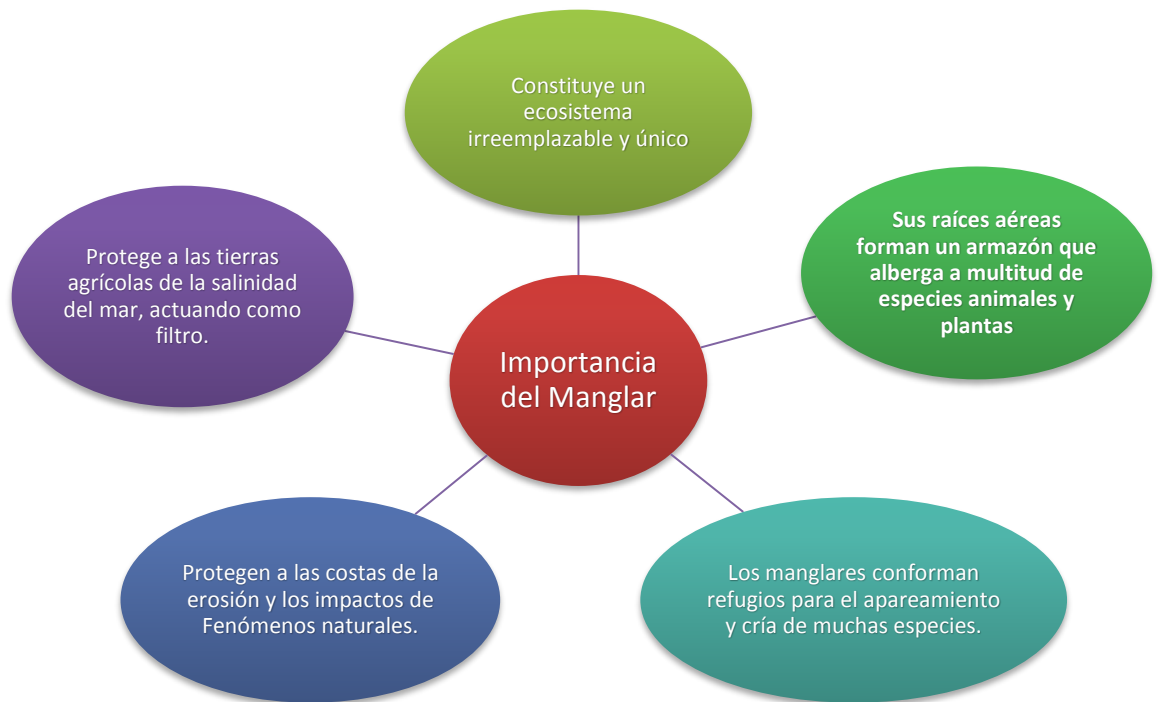 Constituye un
ecosistema
irreemplazable y único
Sus raíces aéreas
forman un armazón que
alberga a multitud de
especies animales y
plantas
Protege a las tierras
agrícolas de la salinidad
del mar, actuando como
filtro.
Importancia
del Manglar
Protegen a las costas de la
erosión y los impactos de
Fenómenos naturales.
Los manglares conforman
refugios para el apareamiento
y cría de muchas especies.